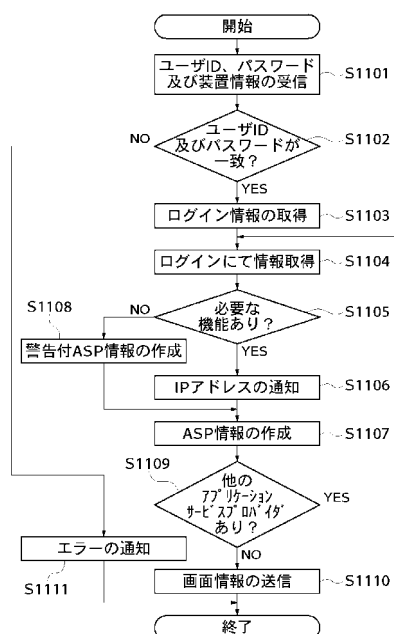 開始
ユーザID、パスワード
及び装置情報の受信
S1101
NO
ユーザID
及びパスワードが
一致？
S1102
YES
ログイン情報の取得
S1103
ログインにて情報取得
S1104
S1108
NO
必要な
機能あり？
S1105
YES
警告付ASP情報の作成
IPアドレスの通知
S1106
ASP情報の作成
S1107
S1109
他の
アプリケーション
サービスプロバイダ
あり？
YES
NO
エラーの通知
S1111
画面情報の送信
S1110
終了